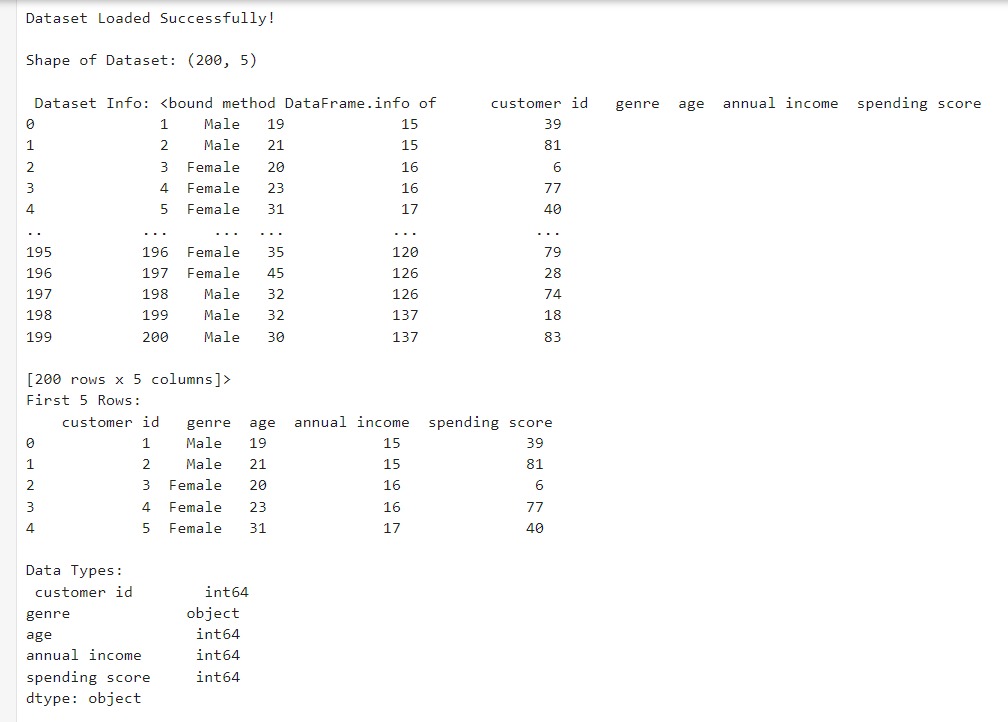 Dataset Loaded Successfully!
Shape of Dataset: (200, 5)
Dataset Info: <bound method DataFrame.info of      customer id   genre  age  annual income  spending score
0              1    Male   19             15              39
1              2    Male   21             15              81
2              3  Female   20             16               6
3              4  Female   23             16              77
4              5  Female   31             17              40
..           ...     ...  ...            ...             ...
195          196  Female   35            120              79
196          197  Female   45            126              28
197          198    Male   32            126              74
198          199    Male   32            137              18
199          200    Male   30            137              83
[200 rows x 5 columns]>
First 5 Rows:
    customer id   genre  age  annual income  spending score
0            1    Male   19             15              39
1            2    Male   21             15              81
2            3  Female   20             16               6
3            4  Female   23             16              77
4            5  Female   31             17              40
Data Types:
 customer id        int64
genre             object
age                int64
annual income      int64
spending score     int64
dtype: object